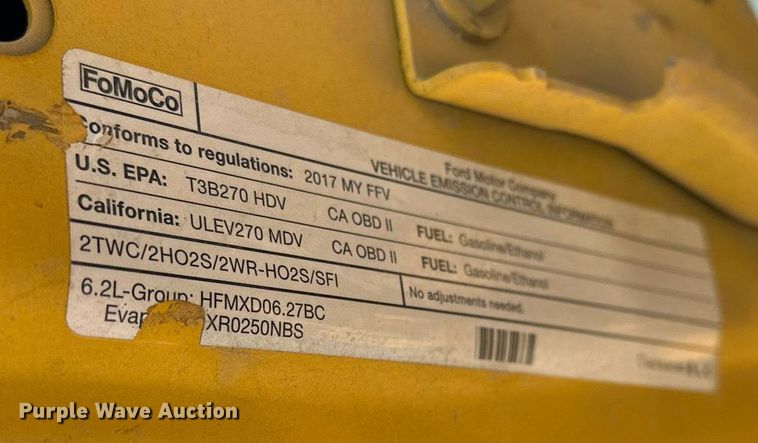 FoMoCo
Ford Motor Company
VEHICLE EMISSION CONTROL INFORMATION
Conforms to regulations: 2017 MY FFV
U.S. EPA: T3B270 HDV CA OBD II FUEL: Gasoline/Ethanol
California: ULEV270 MDV CA OBD II FUEL: Gasoline/Ethanol
2TWC/2HO2S/2WR-HO2S/SFI
No adjustments needed.
6.2L-Group: HFMXD06.27BC
Evap XR0250NBS
Purple Wave Auction